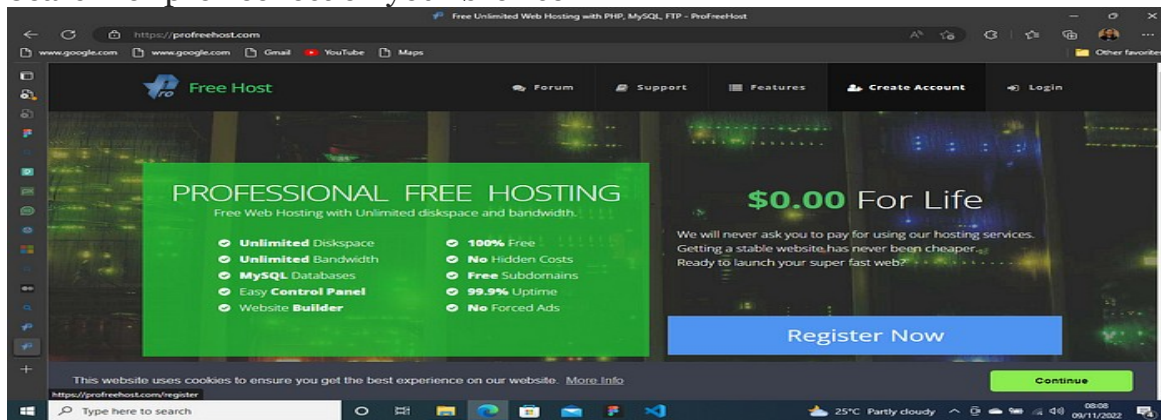 Free Unlimited Web Hosting with PHP, MySQL, FTP - ProFreeHost
https://profreehost.com
www.google.com www.google.com Gmail YouTube Maps Other favorites
Pro Free Host Forum Support Features Create Account Login
PROFESSIONAL FREE HOSTING
Free Web Hosting with Unlimited diskspace and bandwidth.
Unlimited Diskspace 100% Free
Unlimited Bandwidth No Hidden Costs
MySQL Databases Free Subdomains
Easy Control Panel 99.9% Uptime
Website Builder No Forced Ads
$0.00 For Life
We will never ask you to pay for using our hosting services.
Getting a stable website has never been cheaper.
Ready to launch your super fast web?
Register Now
This website uses cookies to ensure you get the best experience on our website. More Info
Continue
https://profreehost.com/register
Type here to search 25°C Partly cloudy 08:08
09/11/2022